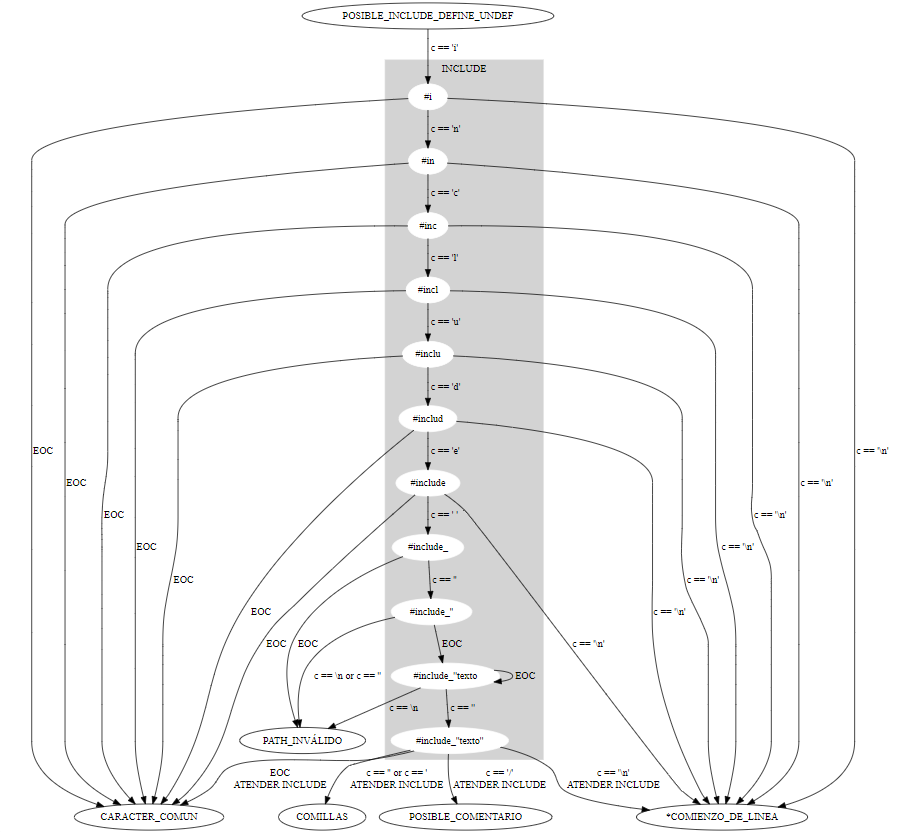 POSIBLE_INCLUDE_DEFINE_UNDEF
c == 'i'
INCLUDE
#i
c == 'n'
#in
c == 'c'
#inc
c == 'l'
#incl
c == 'u'
#inclu
c == 'd'
#includ
EOC
c == 'e'
c == '\n'
EOC
#include
c == '\n'
EOC
c == ' '
c == '\n'
EOC
#include_
c == '\n'
EOC
c == "
c == '\n'
EOC
#include_"
c == '\n'
EOC
EOC
EOC
c == '\n'
c == \n or c == "
#include_"texto
EOC
c == \n
c == "
PATH_INVÁLIDO
#include_"texto"
EOC
ATENDER INCLUDE
c == " or c == '
ATENDER INCLUDE
c == '/'
ATENDER INCLUDE
c == '\n'
ATENDER INCLUDE
CARACTER_COMUN
COMILLAS
POSIBLE_COMENTARIO
*COMIENZO_DE_LINEA